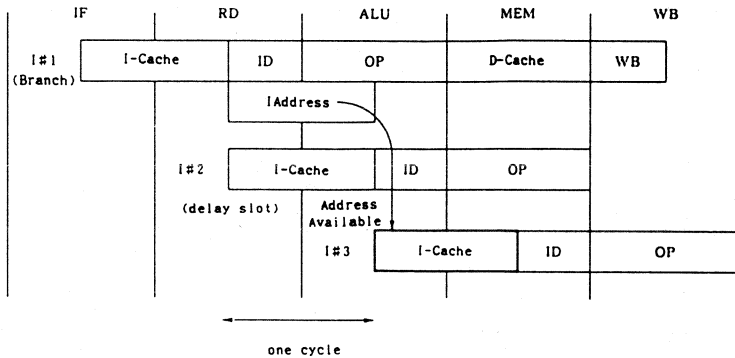 IF RD ALU MEM WB
I#1 I-Cache ID OP D-Cache WB
(Branch)
IAddress
I#2 I-Cache ID OP
(delay slot) Address
Available
I#3 I-Cache ID OP
one cycle